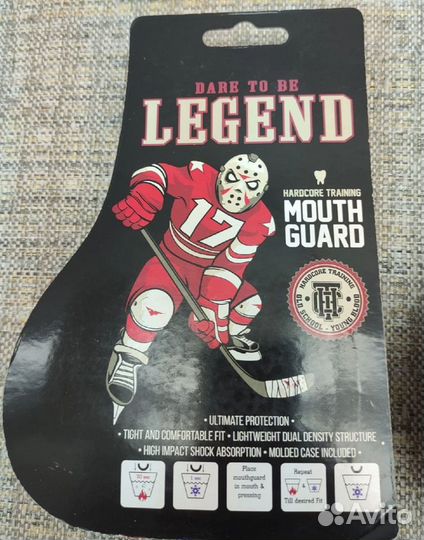 DARE TO BE
LEGEND
HARDCORE TRAINING
MOUTH
GUARD
17
HARDCORE TRAINING
HTC
OLD SCHOOL - YOUNG BLOOD
• ULTIMATE PROTECTION •
• TIGHT AND COMFORTABLE FIT • LIGHTWEIGHT DUAL DENSITY STRUCTURE •
• HIGH IMPACT SHOCK ABSORPTION • MOLDED CASE INCLUDED •
Place
mouthguard
in mouth &
pressing
Repeat
&
Till desired Fit
Avito